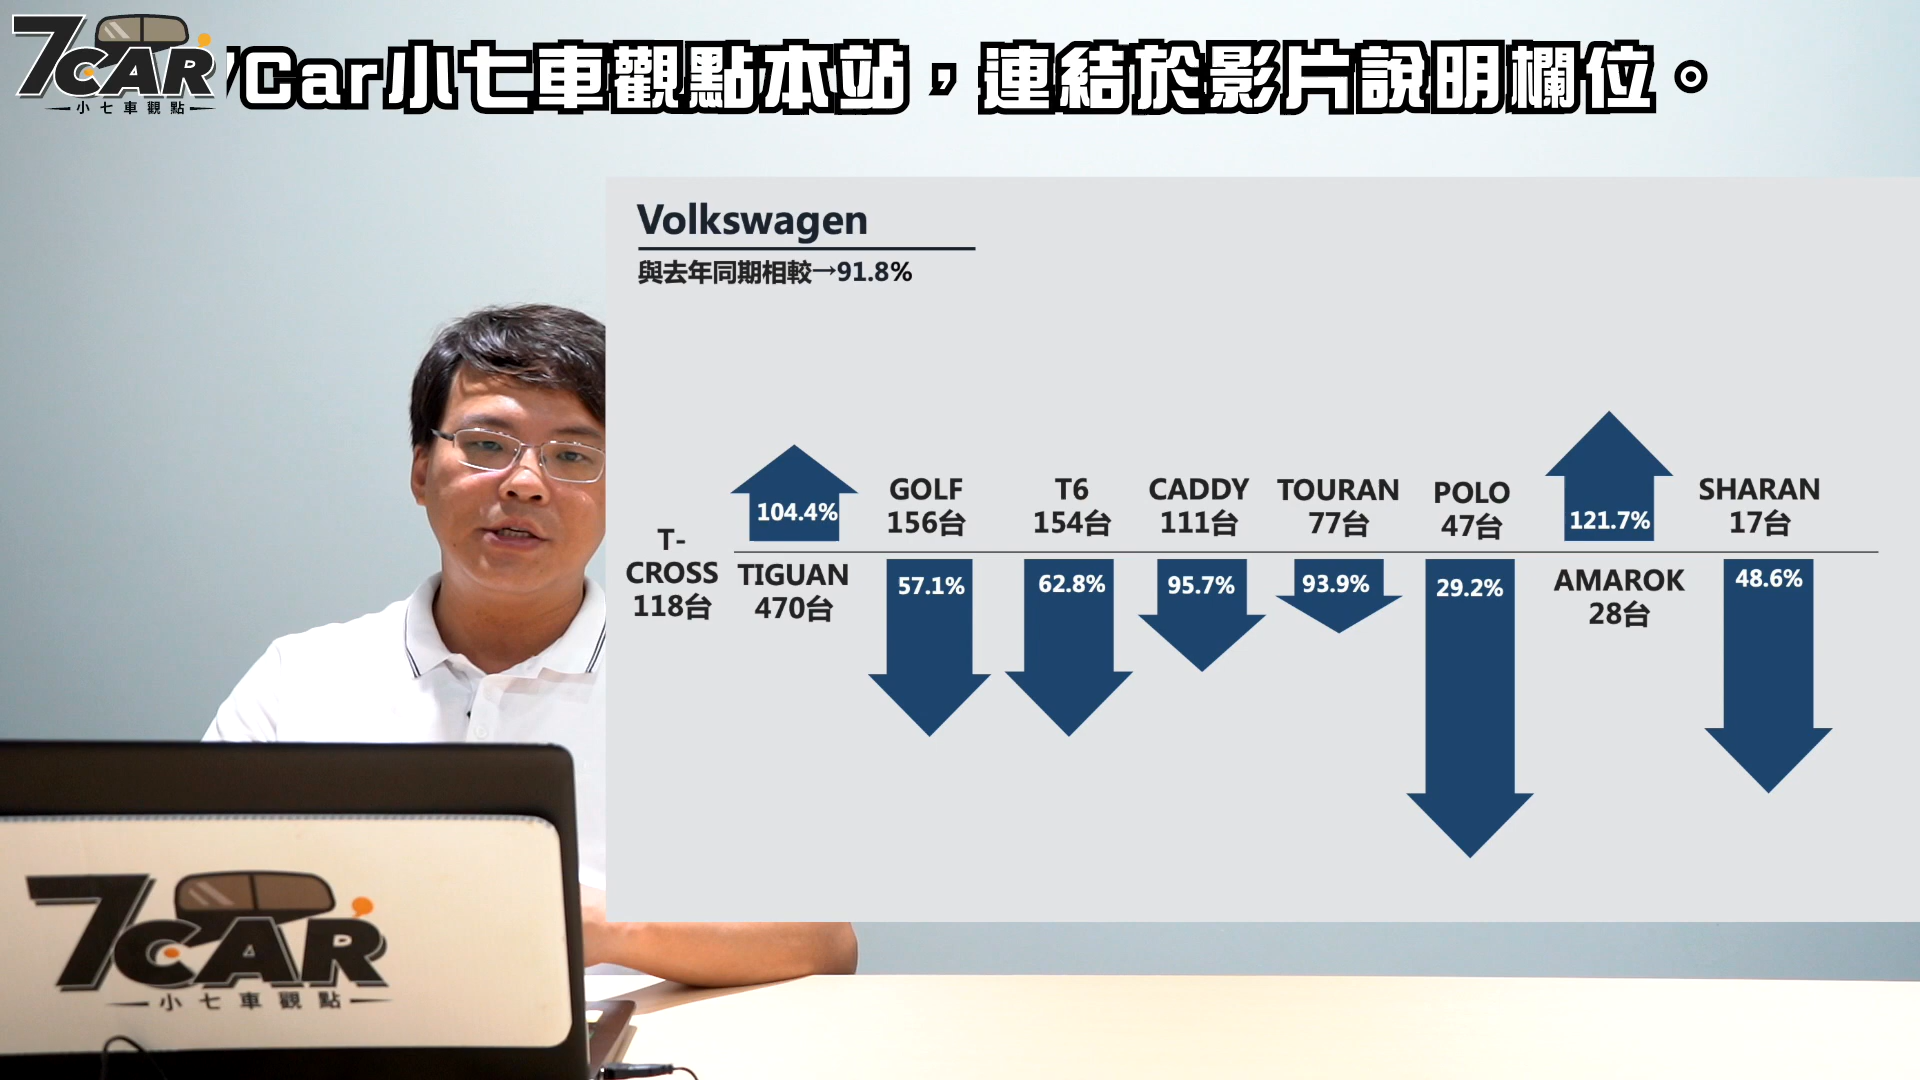 7CAR
小七車觀點
7Car小七車觀點本站，連結於影片說明欄位。
Volkswagen
與去年同期相較→91.8%
T-
CROSS
118台
104.4%
TIGUAN
470台
GOLF
156台
57.1%
T6
154台
62.8%
CADDY
111台
95.7%
TOURAN
77台
93.9%
POLO
47台
29.2%
121.7%
AMAROK
28台
SHARAN
17台
48.6%
7CAR
小七車觀點